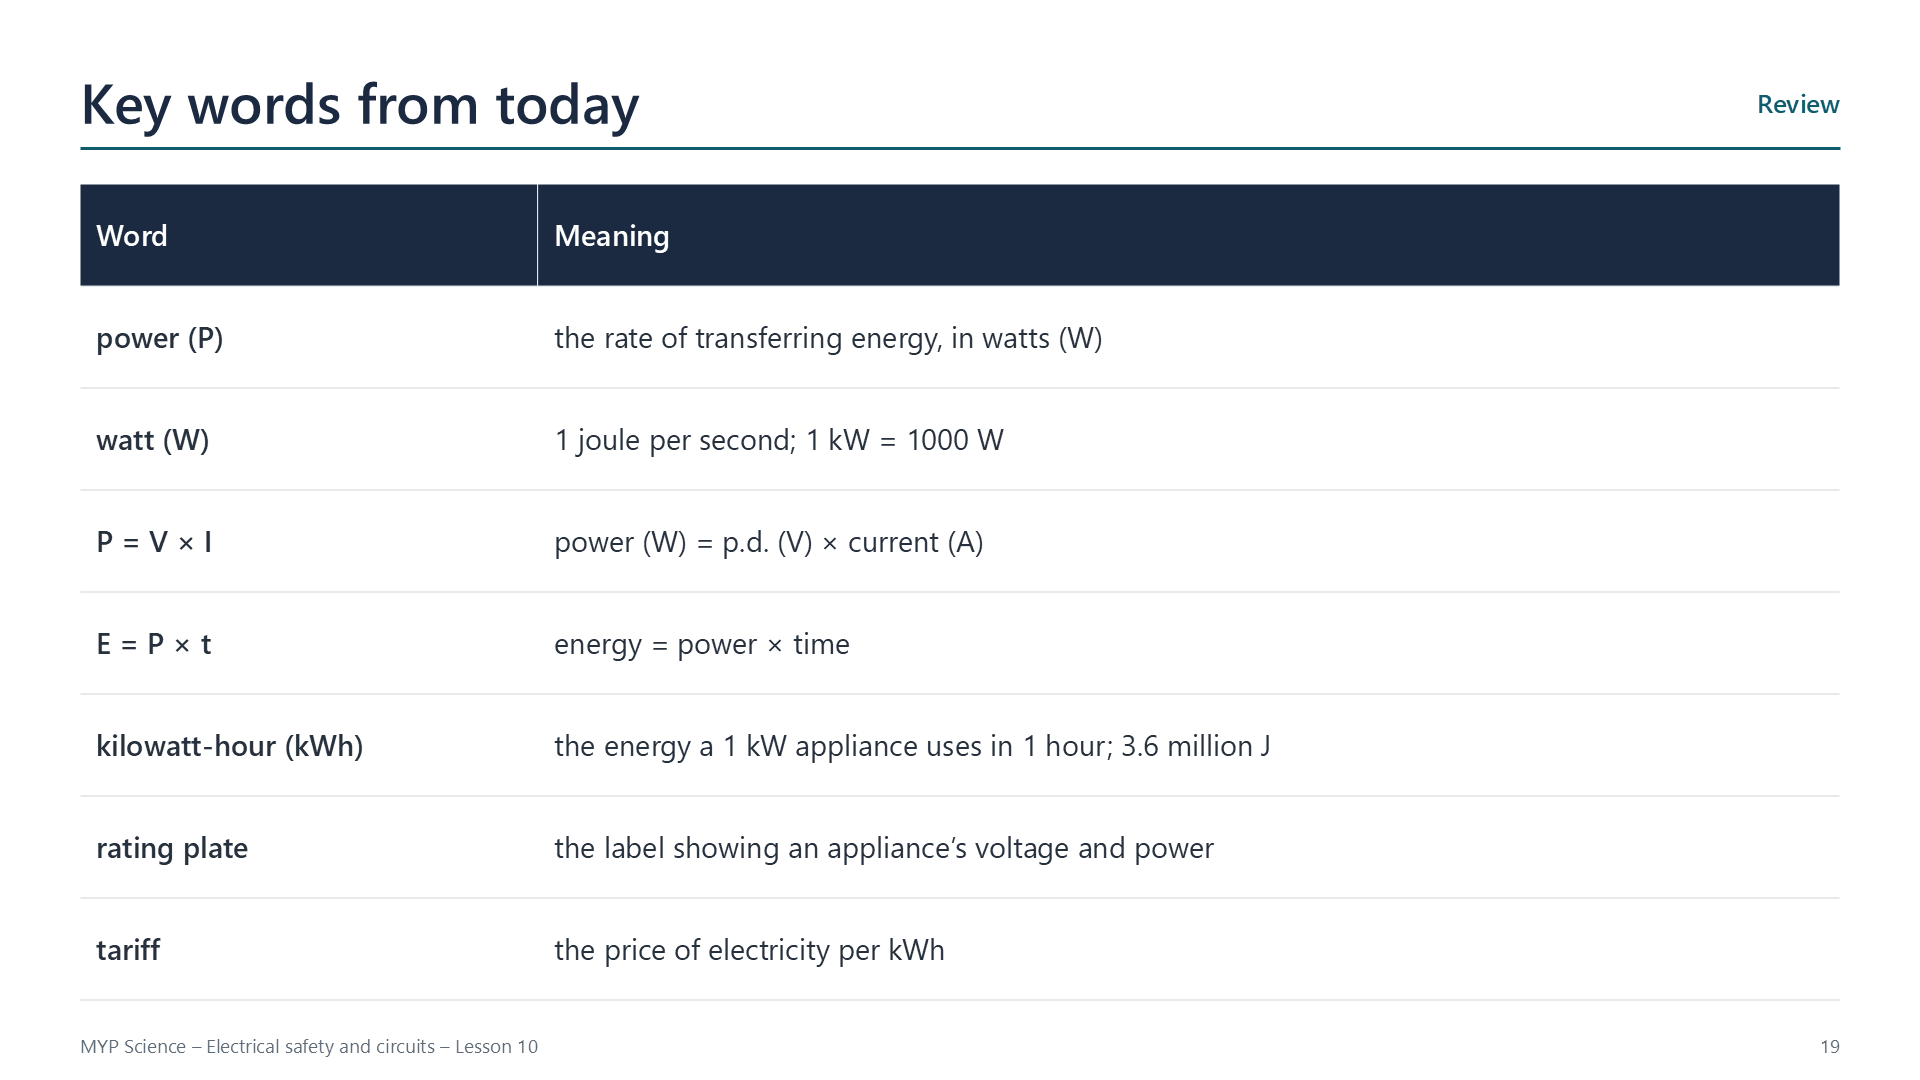 Key words from today
Review
Word
Meaning
power (P)
the rate of transferring energy, in watts (W)
watt (W)
1 joule per second; 1 kW = 1000 W
P = V × I
power (W) = p.d. (V) × current (A)
E = P × t
energy = power × time
kilowatt-hour (kWh)
the energy a 1 kW appliance uses in 1 hour; 3.6 million J
rating plate
the label showing an appliance’s voltage and power
tariff
the price of electricity per kWh
MYP Science – Electrical safety and circuits – Lesson 10
19